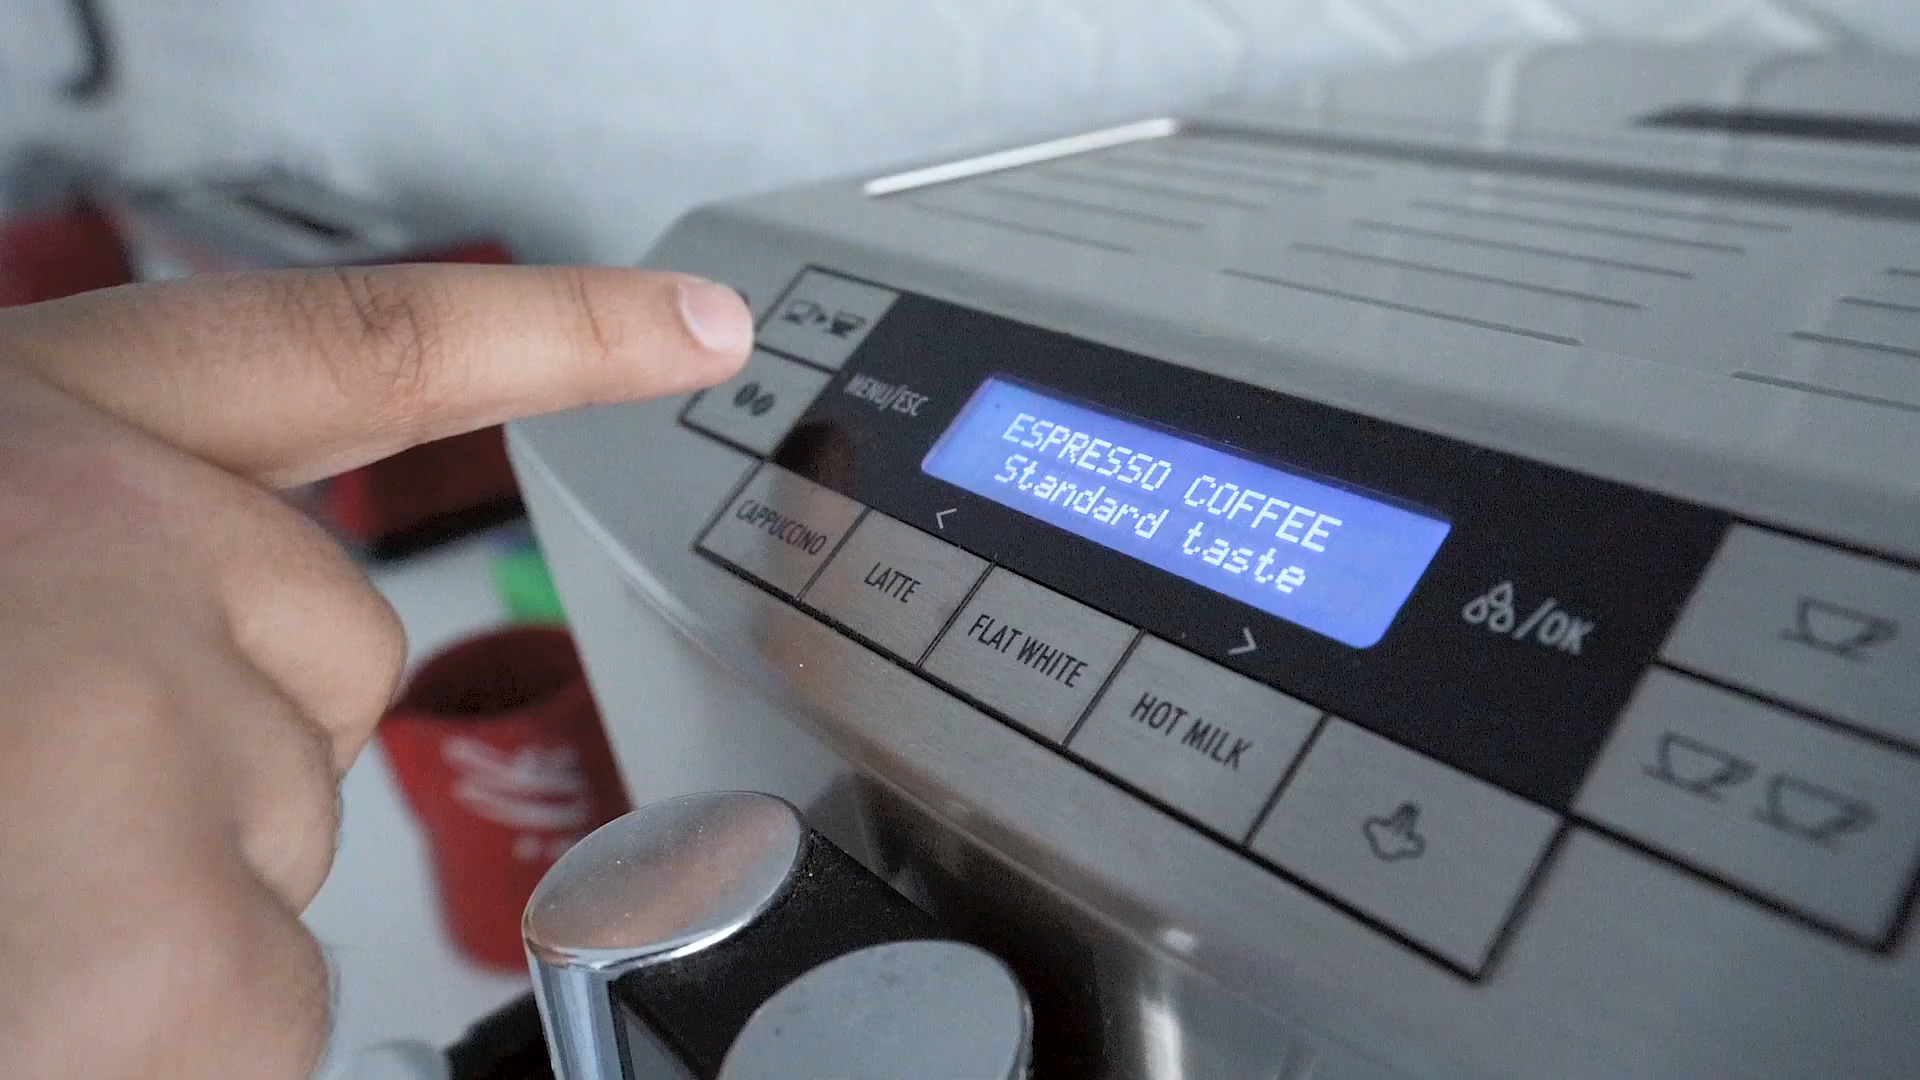 MENU/ESC
ESPRESSO COFFEE
Standard taste
/OK
<
>
CAPPUCCINO
LATTE
FLAT WHITE
HOT MILK